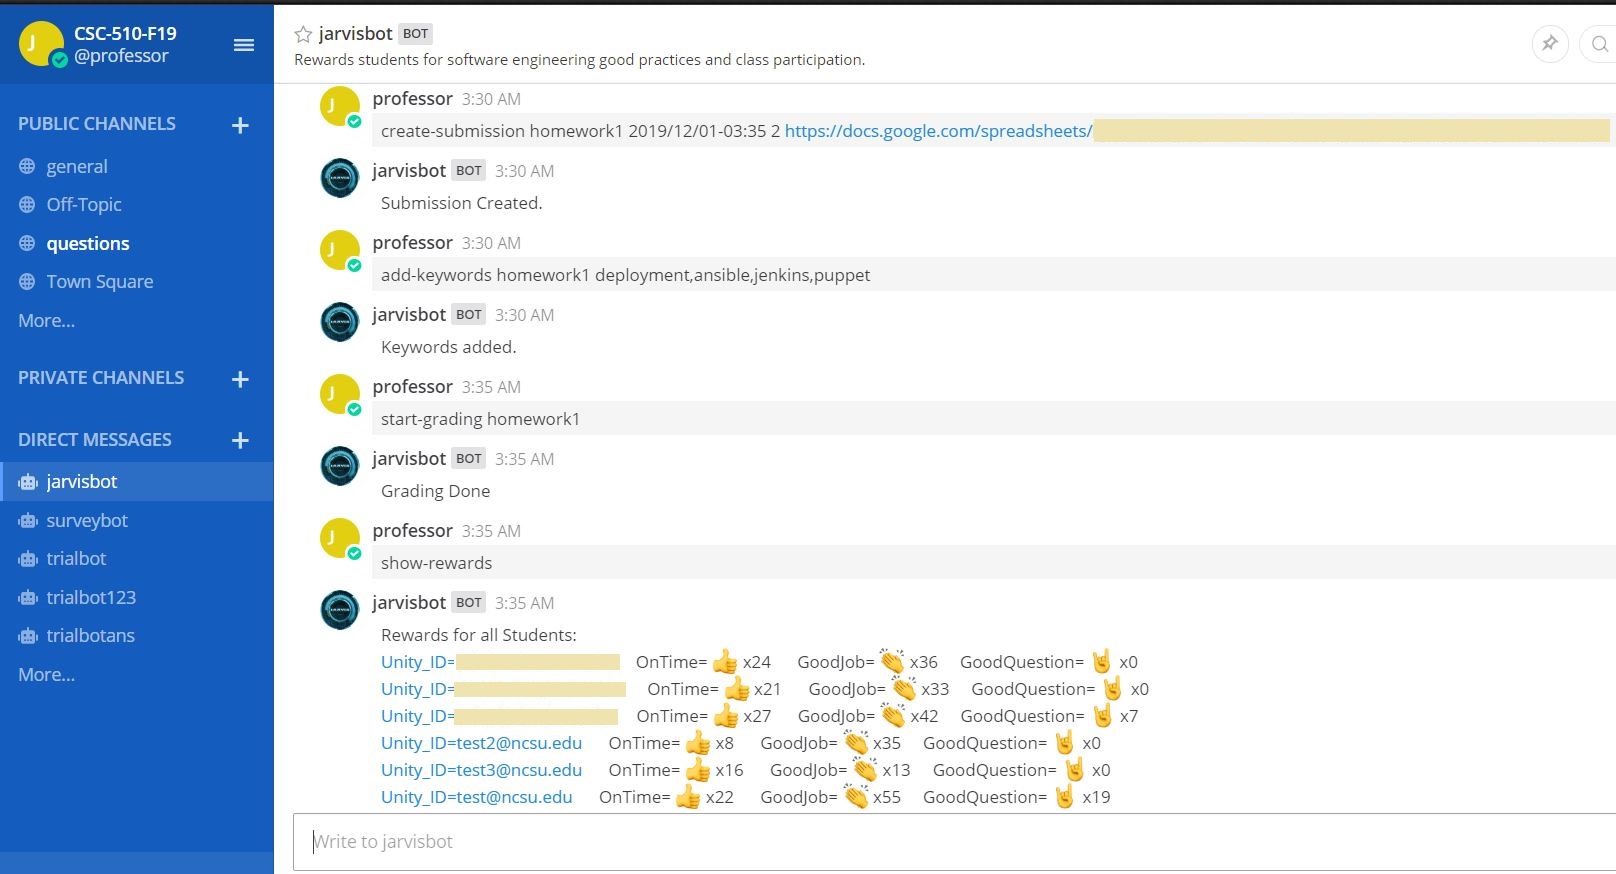 J
CSC-510-F19
@professor
PUBLIC CHANNELS +
general
Off-Topic
questions
Town Square
More...
PRIVATE CHANNELS +
DIRECT MESSAGES +
jarvisbot
surveybot
trialbot
trialbot123
trialbotans
More...
jarvisbot BOT
Rewards students for software engineering good practices and class participation.
J
professor 3:30 AM
create-submission homework1 2019/12/01-03:35 2 https://docs.google.com/spreadsheets/
jarvisbot BOT 3:30 AM
Submission Created.
J
professor 3:30 AM
add-keywords homework1 deployment,ansible,jenkins,puppet
jarvisbot BOT 3:30 AM
Keywords added.
J
professor 3:35 AM
start-grading homework1
jarvisbot BOT 3:35 AM
Grading Done
J
professor 3:35 AM
show-rewards
jarvisbot BOT 3:35 AM
Rewards for all Students:
Unity_ID= OnTime= 👍 x24 GoodJob= 👏 x36 GoodQuestion= 🤘 x0
Unity_ID= OnTime= 👍 x21 GoodJob= 👏 x33 GoodQuestion= 🤘 x0
Unity_ID= OnTime= 👍 x27 GoodJob= 👏 x42 GoodQuestion= 🤘 x7
Unity_ID=test2@ncsu.edu OnTime= 👍 x8 GoodJob= 👏 x35 GoodQuestion= 🤘 x0
Unity_ID=test3@ncsu.edu OnTime= 👍 x16 GoodJob= 👏 x13 GoodQuestion= 🤘 x0
Unity_ID=test@ncsu.edu OnTime= 👍 x22 GoodJob= 👏 x55 GoodQuestion= 🤘 x19
Write to jarvisbot